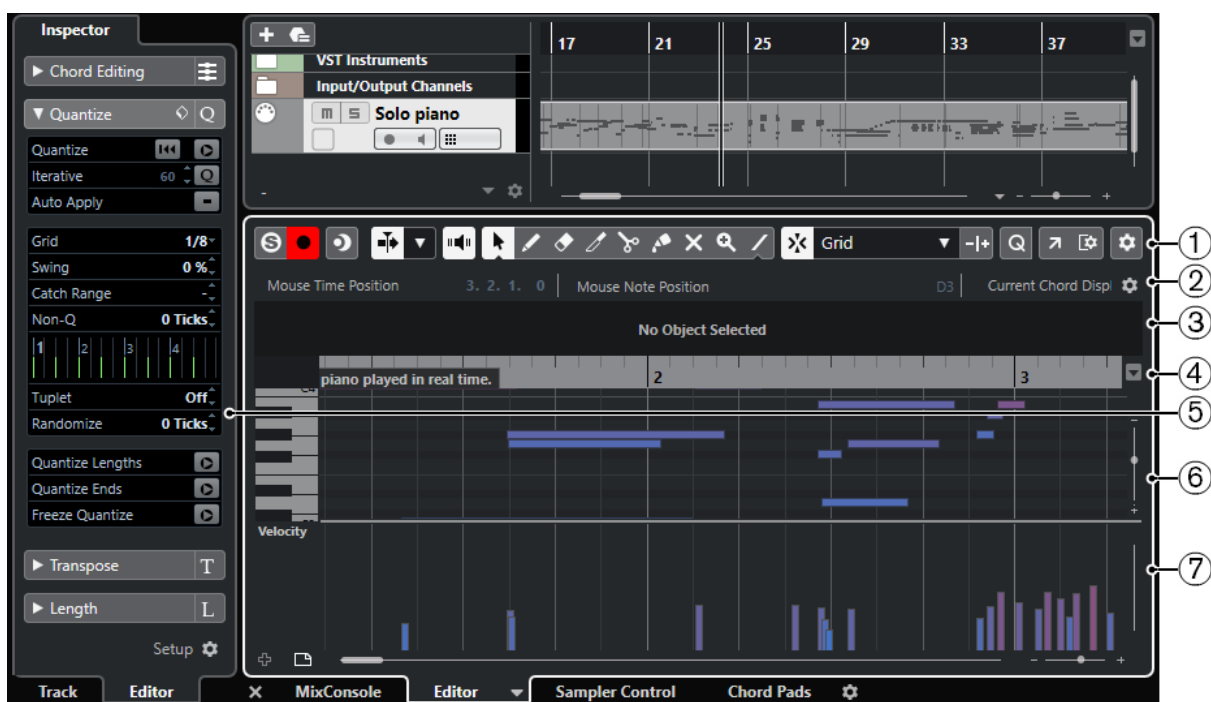 Inspector
Chord Editing
Quantize Q
Quantize
Iterative 60 Q
Auto Apply
Grid 1/8
Swing 0 %
Catch Range -
Non-Q 0 Ticks
1 2 3 4
Tuplet Off
Randomize 0 Ticks
Quantize Lengths
Quantize Ends
Freeze Quantize
Transpose T
Length L
Setup
Track Editor
17 21 25 29 33 37
VST Instruments
Input/Output Channels
m S Solo piano
-
S Grid Q
Mouse Time Position 3. 2. 1. 0 Mouse Note Position D3 Current Chord Displ
No Object Selected
piano played in real time. 2 3
Velocity
MixConsole Editor Sampler Control Chord Pads
1
2
3
4
5
6
7